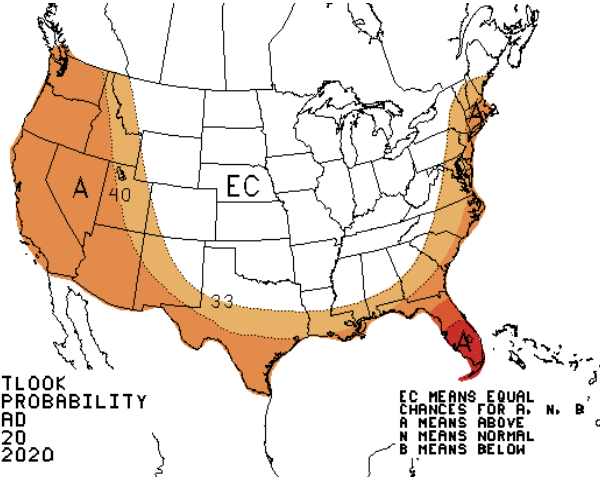 A
EC
A
40
33
A
TLOOK
PROBABILITY
AD
20
2020
EC MEANS EQUAL
CHANCES FOR A, N, B
A MEANS ABOVE
N MEANS NORMAL
B MEANS BELOW